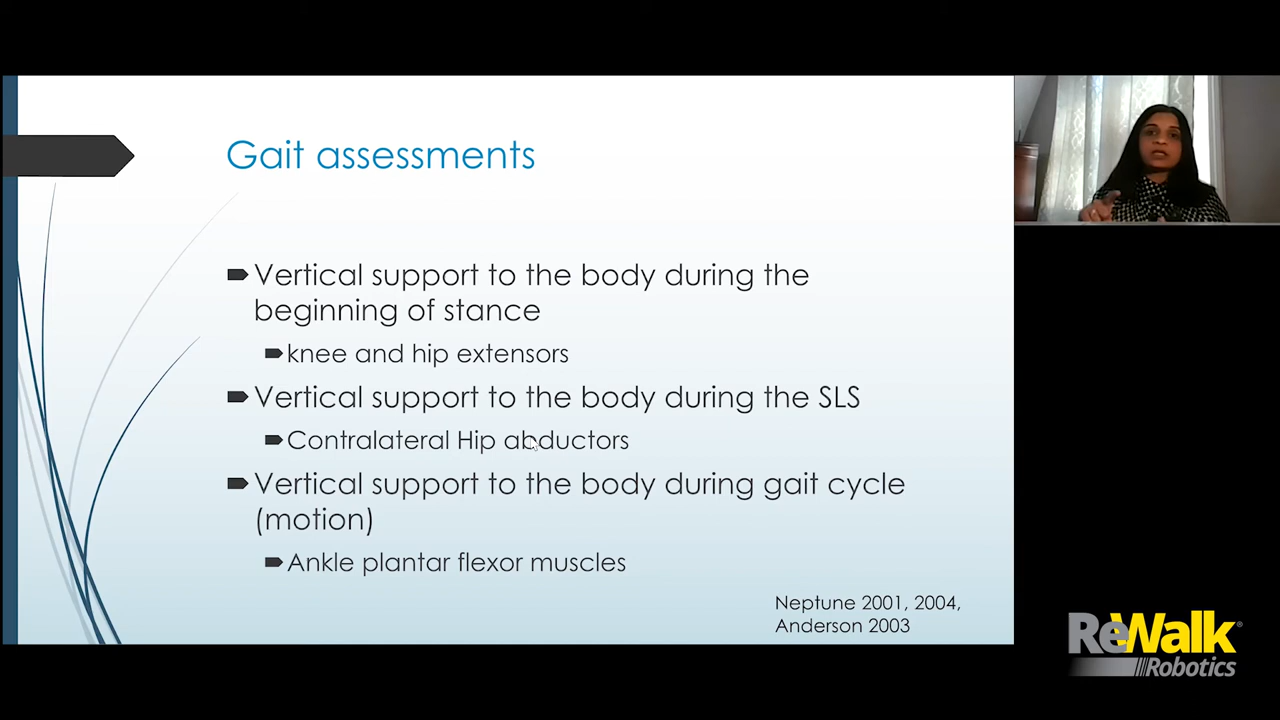 Gait assessments
Vertical support to the body during the
beginning of stance
knee and hip extensors
Vertical support to the body during the SLS
Contralateral Hip abductors
Vertical support to the body during gait cycle
(motion)
Ankle plantar flexor muscles
Neptune 2001, 2004,
Anderson 2003
ReWalk®
Robotics